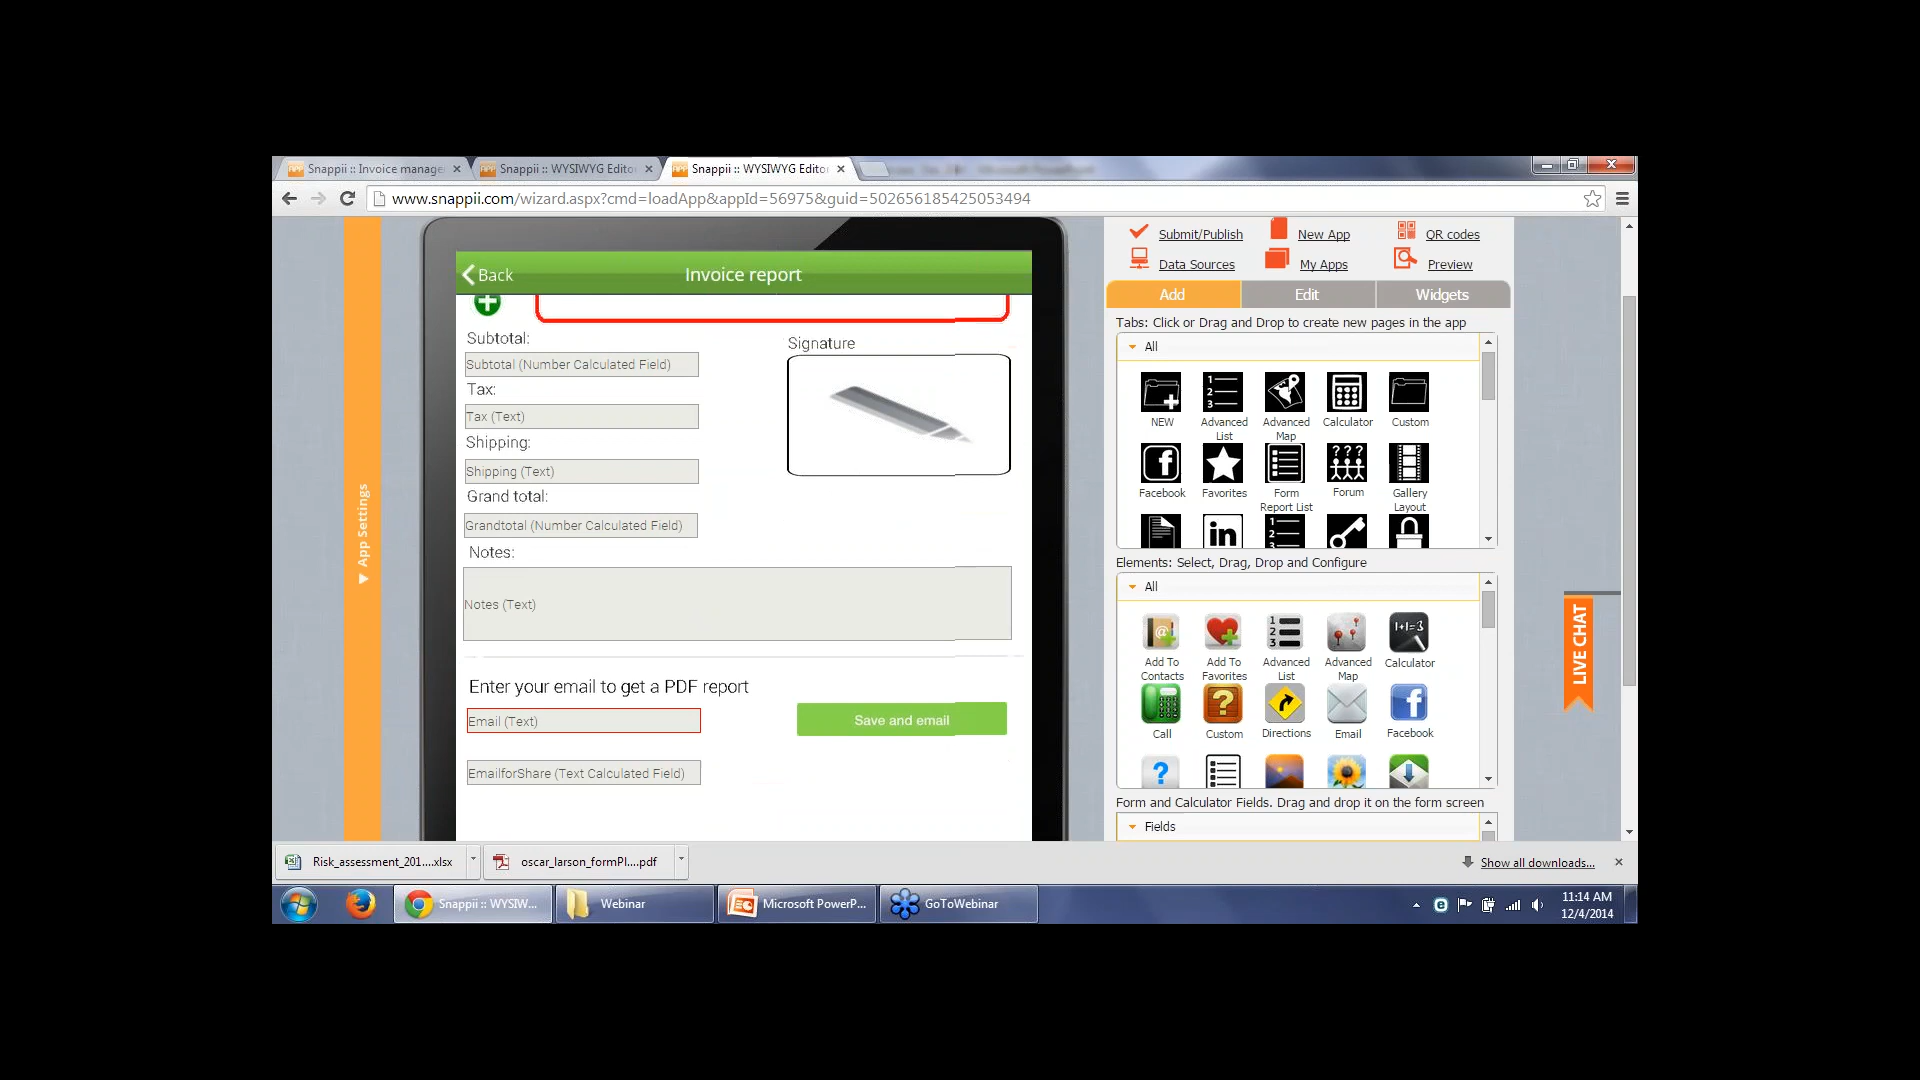 Snappii :: Invoice manage
Snappii :: WYSIWYG Edito
Snappii :: WYSIWYG Edito
www.snappii.com/wizard.aspx?cmd=loadApp&appId=56975&guid=502656185425053494
App Settings
Back
Invoice report
Subtotal:
Subtotal (Number Calculated Field)
Tax:
Tax (Text)
Shipping:
Shipping (Text)
Grand total:
Grandtotal (Number Calculated Field)
Notes:
Notes (Text)
Signature
Enter your email to get a PDF report
Email (Text)
Save and email
EmailforShare (Text Calculated Field)
Submit/Publish
New App
QR codes
Data Sources
My Apps
Preview
Add
Edit
Widgets
Tabs: Click or Drag and Drop to create new pages in the app
All
NEW
Advanced
List
Advanced
Map
Calculator
Custom
Facebook
Favorites
Form
Report List
Forum
Gallery
Layout
Elements: Select, Drag, Drop and Configure
All
1+1=3
Add To
Contacts
Add To
Favorites
Advanced
List
Advanced
Map
Calculator
Call
Custom
Directions
Email
Facebook
Form and Calculator Fields. Drag and drop it on the form screen
Fields
LIVE CHAT
Risk_assessment_201....xlsx
oscar_larson_formPl....pdf
Show all downloads...
Snappii :: WYSIW...
Webinar
Microsoft PowerP...
GoToWebinar
11:14 AM
12/4/2014